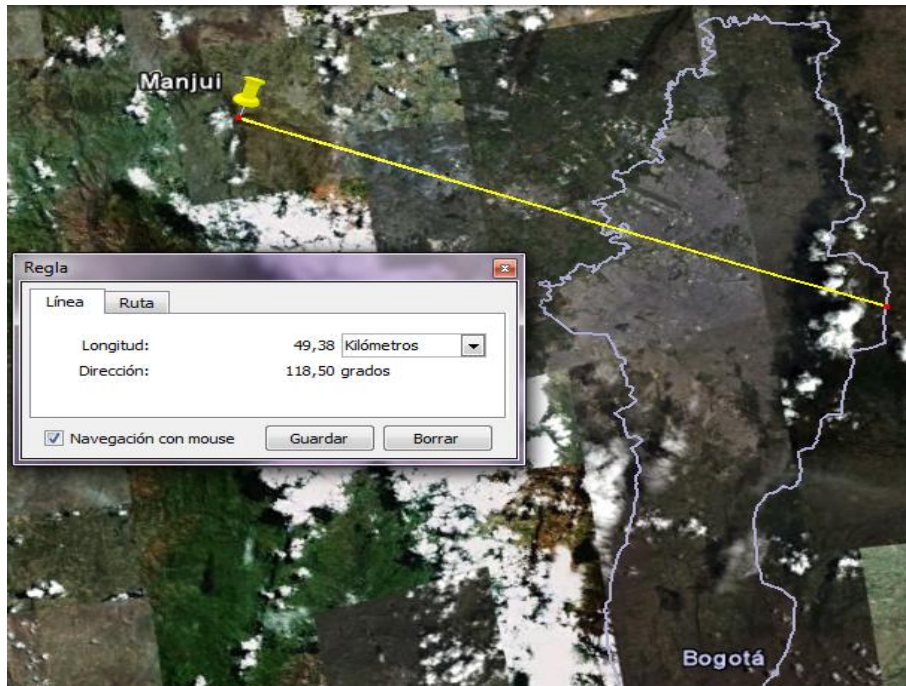 Manjui
Regla
Línea Ruta
Longitud: 49,38 Kilómetros
Dirección: 118,50 grados
Navegación con mouse Guardar Borrar
Bogotá